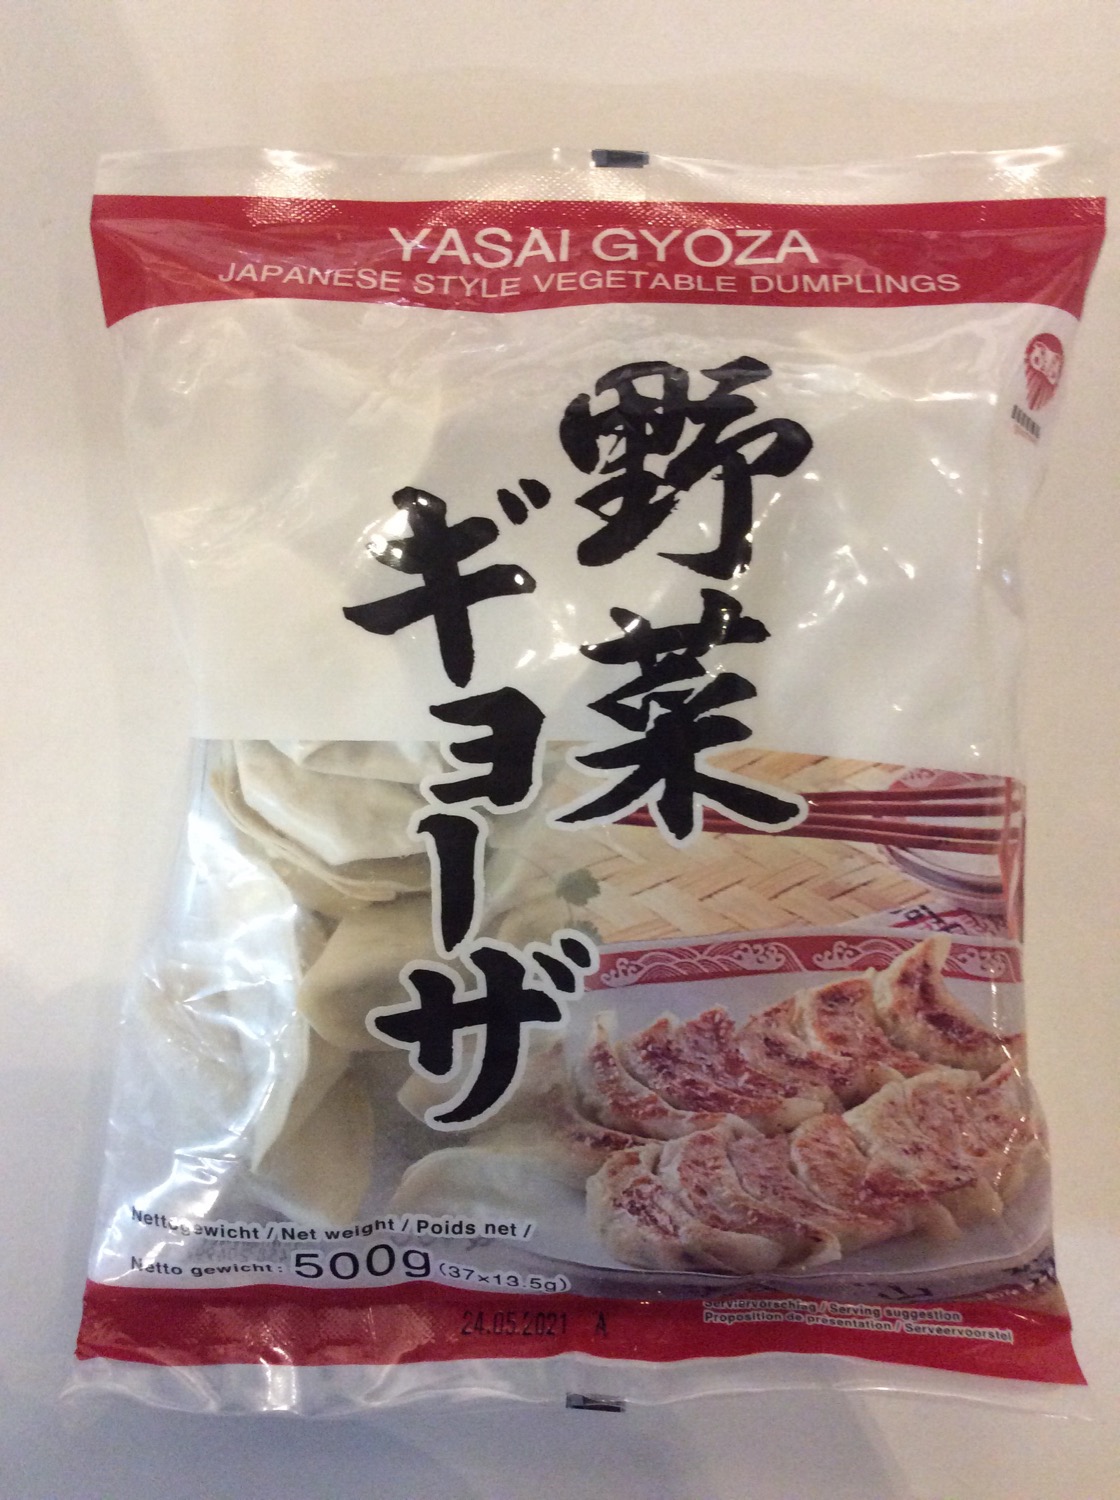 YASAI GYOZA
JAPANESE STYLE VEGETABLE DUMPLINGS
野菜
ギョーザ
Nettogewicht / Net weight / Poids net /
Netto gewicht: 500g (37×13.5g)
24.05.2021 A
Serviervorschlag / Serving suggestion
Proposition de présentation / Serveervoorstel